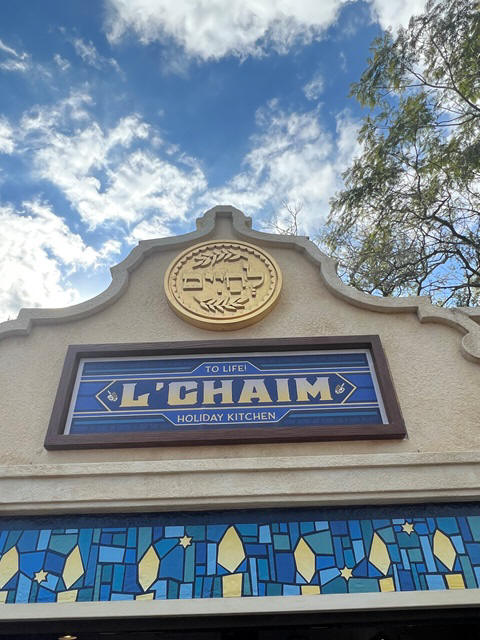 לחיים
TO LIFE!
L'CHAIM
HOLIDAY KITCHEN